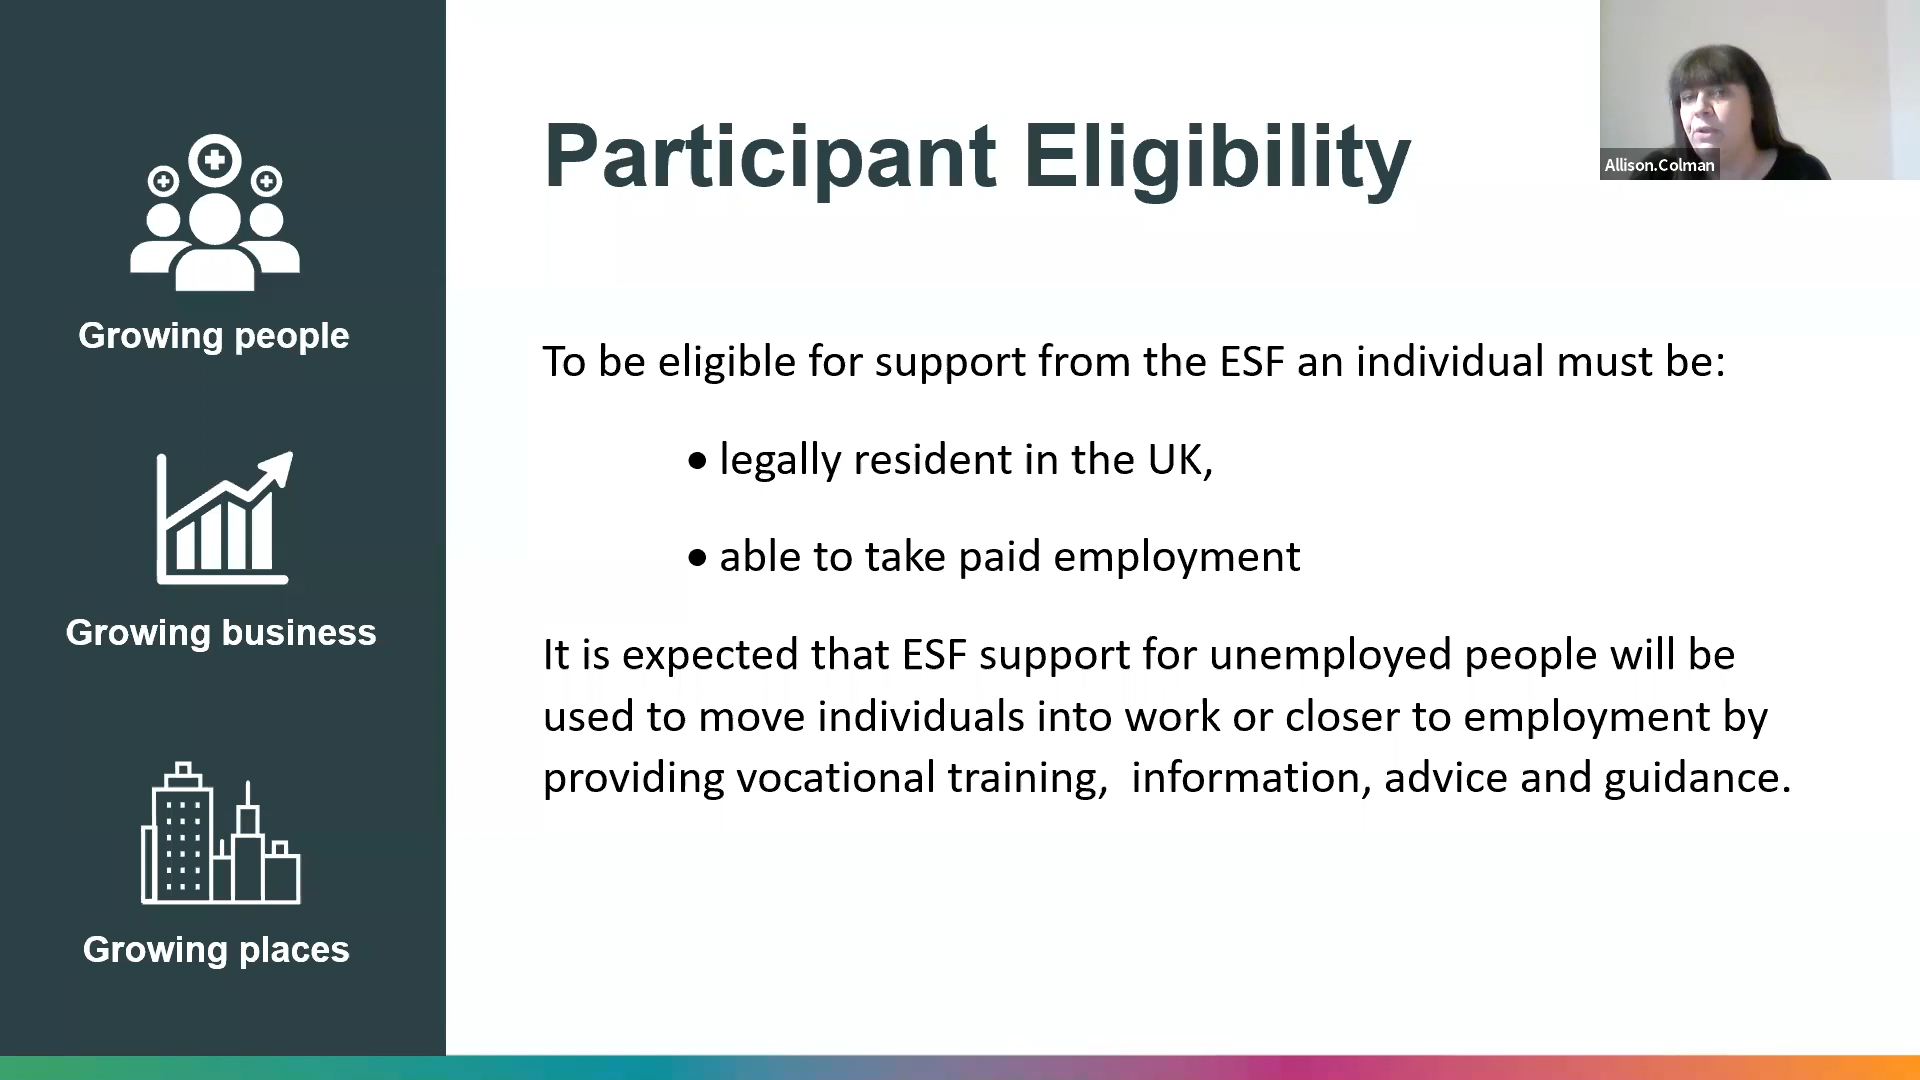 Growing people
Growing business
Growing places
Participant Eligibility
To be eligible for support from the ESF an individual must be:
• legally resident in the UK,
• able to take paid employment
It is expected that ESF support for unemployed people will be
used to move individuals into work or closer to employment by
providing vocational training,  information, advice and guidance.
Allison.Colman